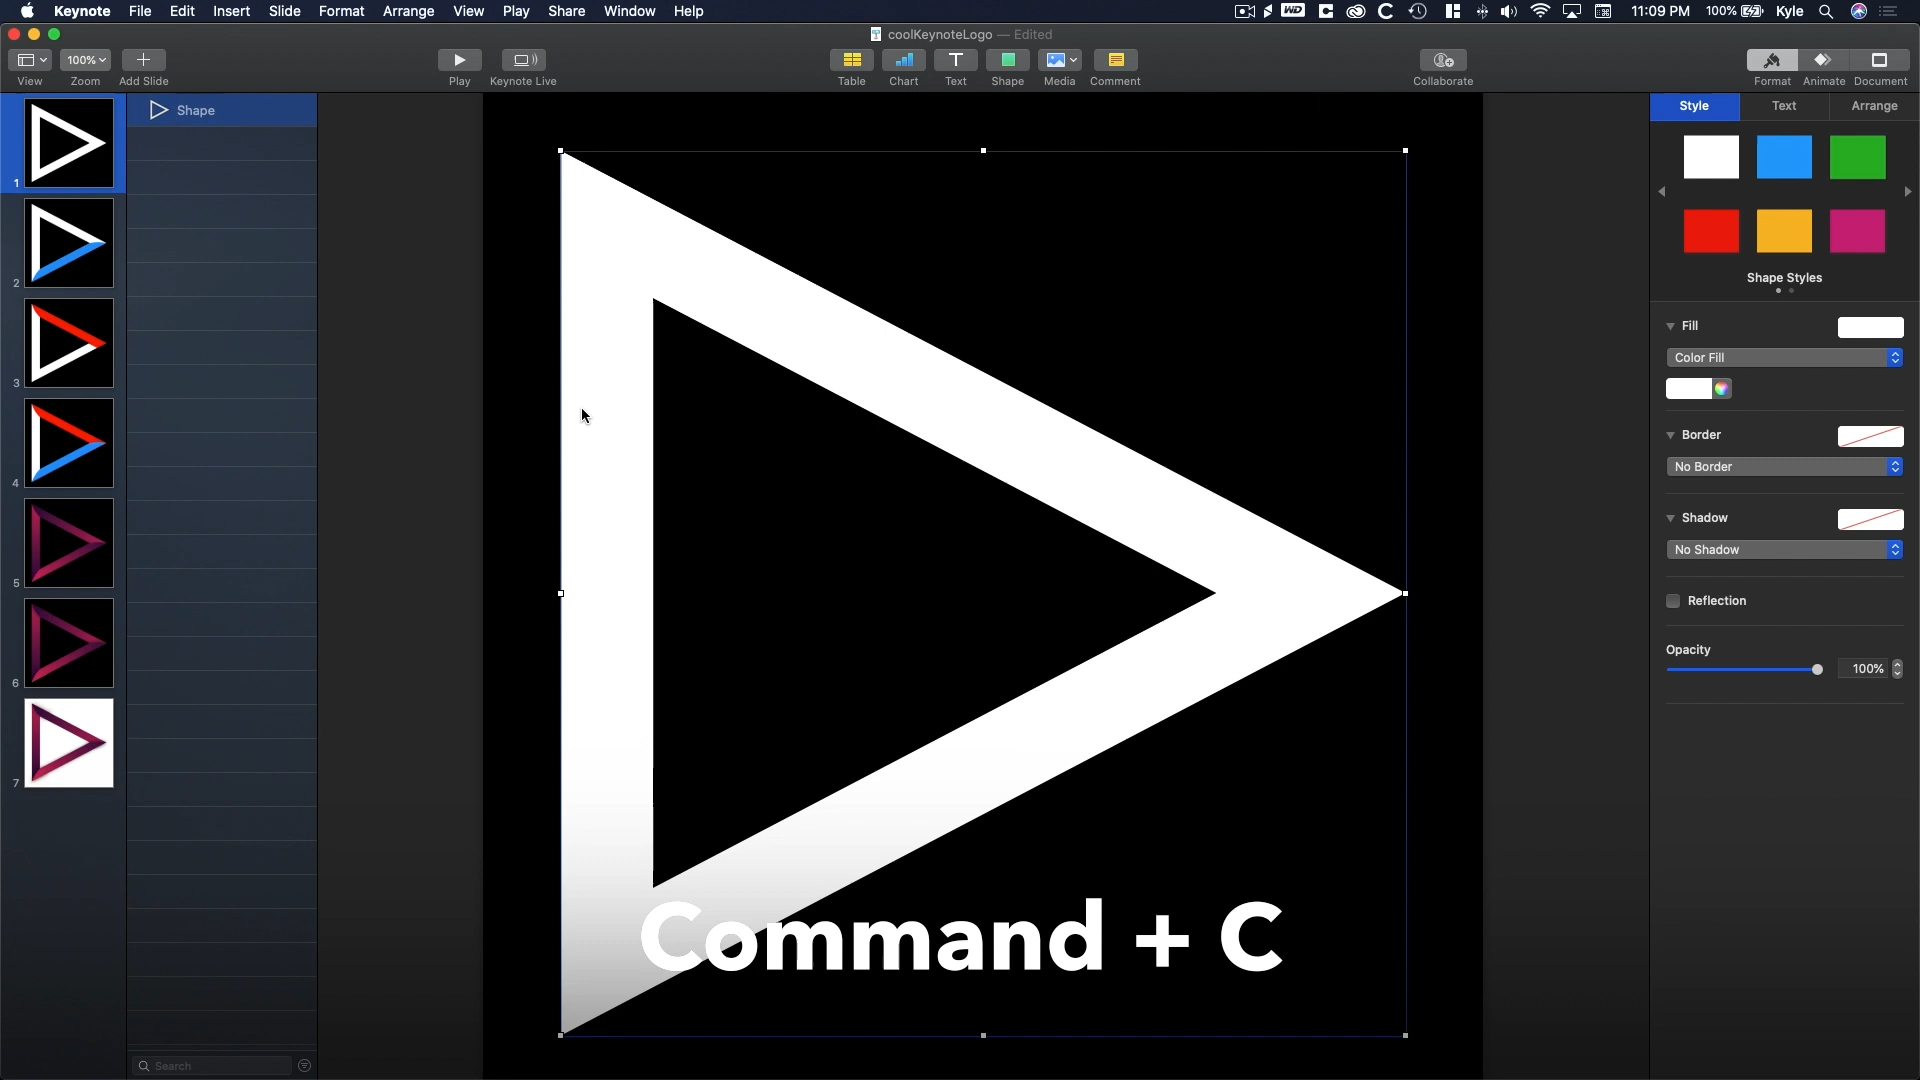 Keynote File Edit Insert Slide Format Arrange View Play Share Window Help WD 11:09 PM 100% Kyle
coolKeynoteLogo — Edited
100%
View Zoom Add Slide Play Keynote Live Table Chart Text Shape Media Comment Collaborate Format Animate Document
Style Text Arrange
Shape
1
2
3
4
5
6
7
Shape Styles
Fill
Color Fill
Border
No Border
Shadow
No Shadow
Reflection
Opacity
100%
Command + C
Search